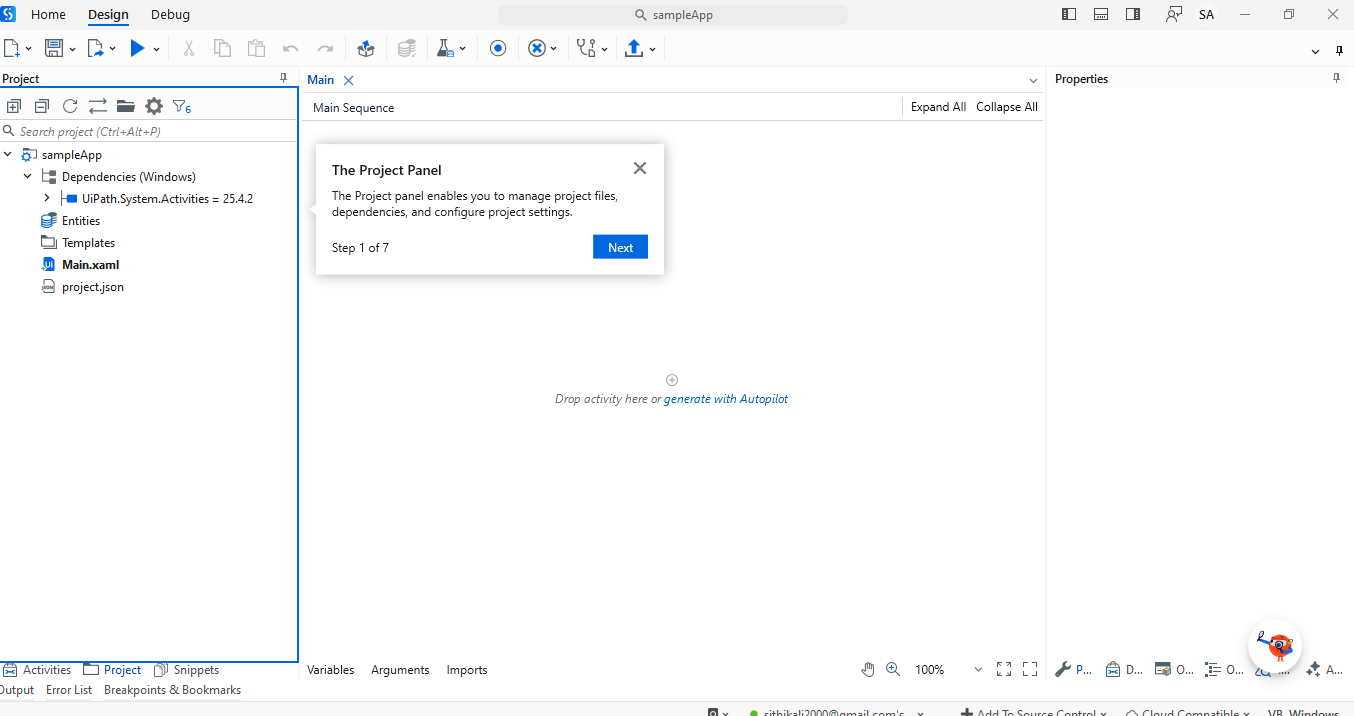 Home Design Debug
sampleApp
SA
Project
Main
Properties
Main Sequence
Expand All Collapse All
6
Search project (Ctrl+Alt+P)
sampleApp
Dependencies (Windows)
UiPath.System.Activities = 25.4.2
Entities
Templates
Main.xaml
project.json
The Project Panel
The Project panel enables you to manage project files,
dependencies, and configure project settings.
Step 1 of 7
Next
Drop activity here or generate with Autopilot
Activities Project Snippets
Variables Arguments Imports
100%
P... D... O... O... A...
Output Error List Breakpoints & Bookmarks
sithikali2000@gmail.com's
Add To Source Control
Cloud Compatible
VB, Windows